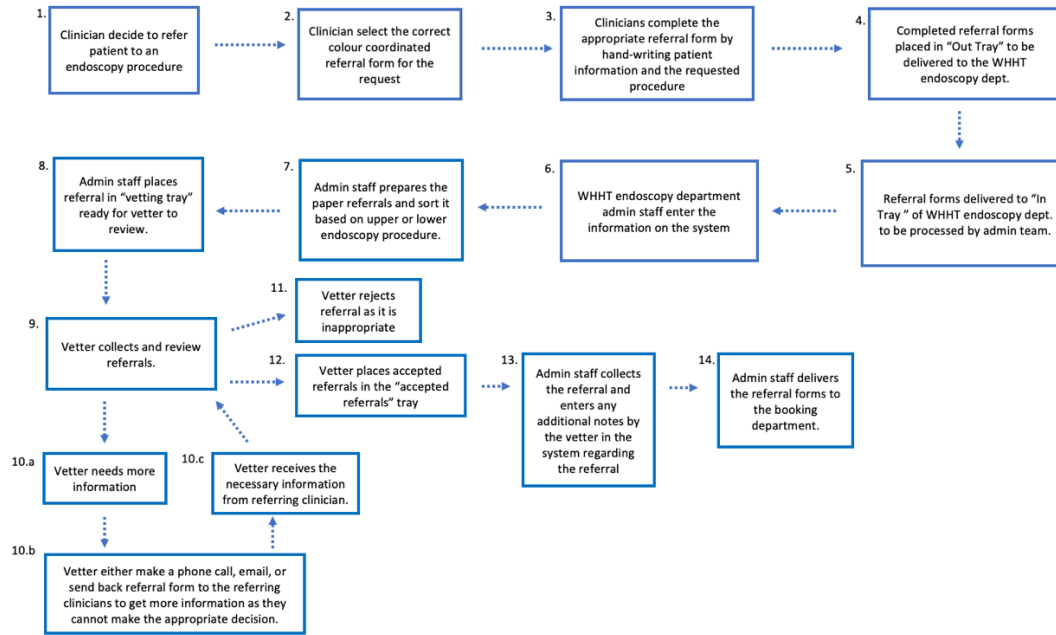 1.
Clinician decide to refer
patient to an
endoscopy procedure
2.
Clinician select the correct
colour coordinated
referral form for the
request
3.
Clinicians complete the
appropriate referral form by
hand-writing patient
information and the requested
procedure
4.
Completed referral forms
placed in “Out Tray” to be
delivered to the WHHT
endoscopy dept.
5.
Referral forms delivered to “In
Tray ” of WHHT endoscopy dept.
to be processed by admin team.
6.
WHHT endoscopy department
admin staff enter the
information on the system
7.
Admin staff prepares the
paper referrals and sort it
based on upper or lower
endoscopy procedure.
8.
Admin staff places
referral in “vetting tray”
ready for vetter to
review.
9.
Vetter collects and review
referrals.
10.a
Vetter needs more
information
10.b
Vetter either make a phone call, email, or
send back referral form to the referring
clinicians to get more information as they
cannot make the appropriate decision.
10.c
Vetter receives the
necessary information
from referring clinician.
11.
Vetter rejects
referral as it is
inappropriate
12.
Vetter places accepted
referrals in the “accepted
referrals” tray
13.
Admin staff collects
the referral and
enters any
additional notes by
the vetter in the
system regarding
the referral
14.
Admin staff delivers
the referral forms to
the booking
department.